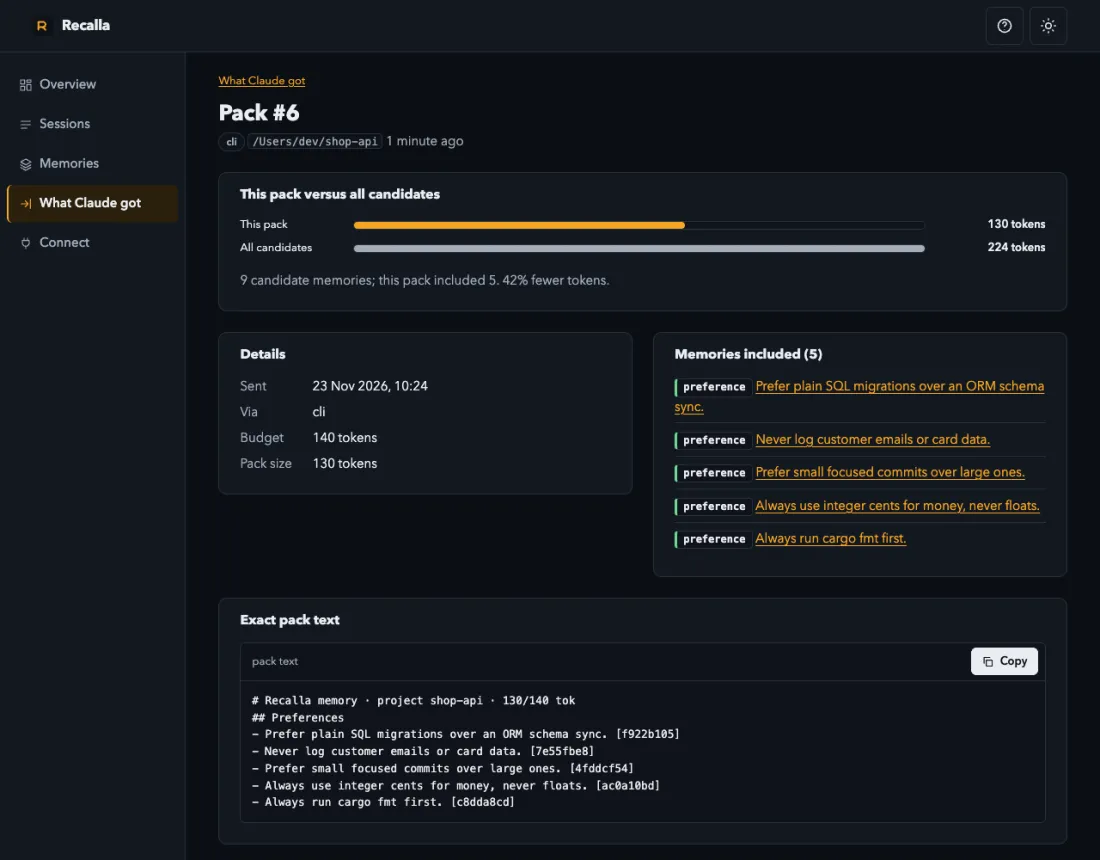 R Recalla
Overview
Sessions
Memories
What Claude got
Connect
What Claude got
Pack #6
cli /Users/dev/shop-api 1 minute ago
This pack versus all candidates
This pack 130 tokens
All candidates 224 tokens
9 candidate memories; this pack included 5. 42% fewer tokens.
Details
Sent 23 Nov 2026, 10:24
Via cli
Budget 140 tokens
Pack size 130 tokens
Memories included (5)
preference Prefer plain SQL migrations over an ORM schema
sync.
preference Never log customer emails or card data.
preference Prefer small focused commits over large ones.
preference Always use integer cents for money, never floats.
preference Always run cargo fmt first.
Exact pack text
pack text Copy
# Recalla memory · project shop-api · 130/140 tok
## Preferences
- Prefer plain SQL migrations over an ORM schema sync. [f922b105]
- Never log customer emails or card data. [7e55fbe8]
- Prefer small focused commits over large ones. [4fddcf54]
- Always use integer cents for money, never floats. [ac0a10bd]
- Always run cargo fmt first. [c8dda8cd]